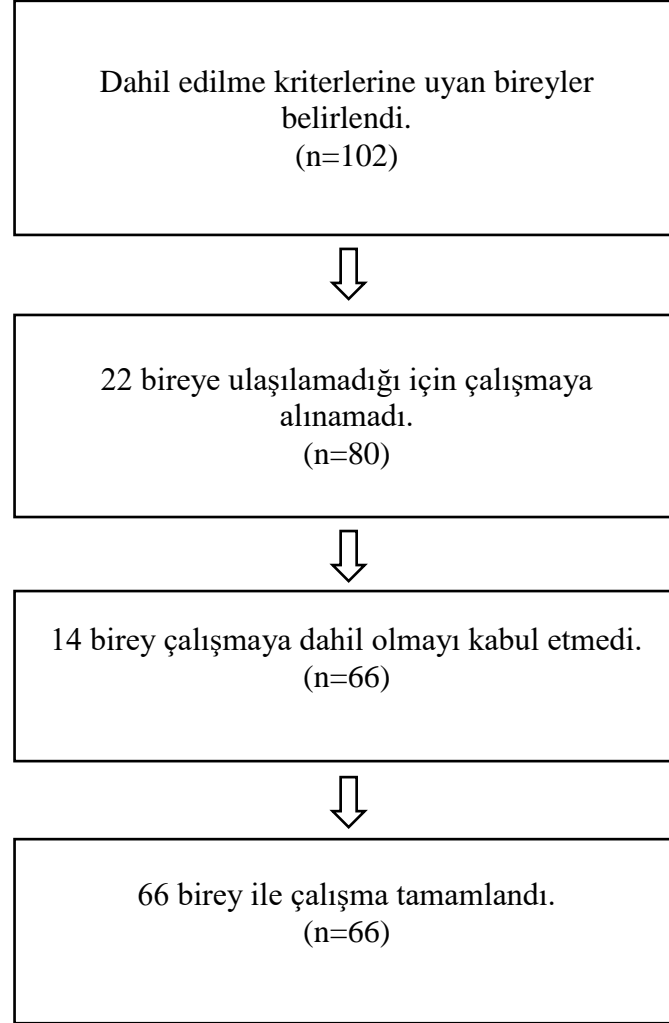 Dahil edilme kriterlerine uyan bireyler
belirlendi.
(n=102)
22 bireye ulaşılamadığı için çalışmaya
alınamadı.
(n=80)
14 birey çalışmaya dahil olmayı kabul etmedi.
(n=66)
66 birey ile çalışma tamamlandı.
(n=66)